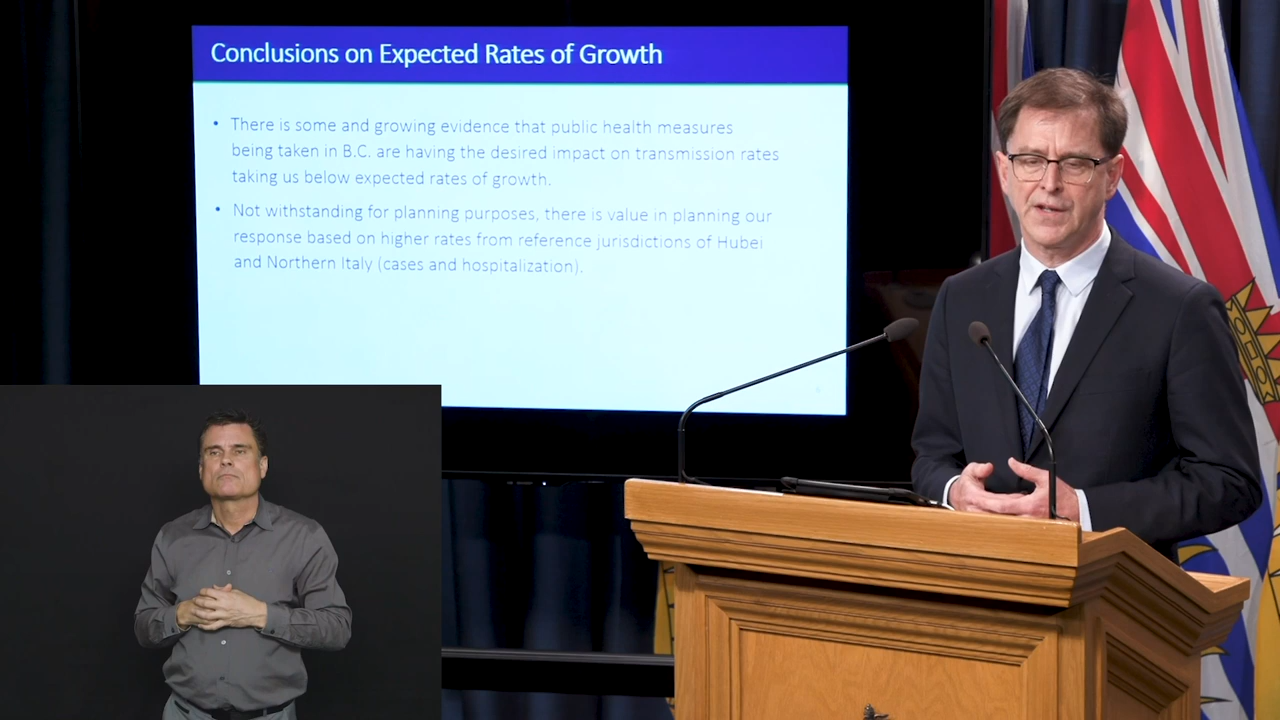 Conclusions on Expected Rates of Growth
• There is some and growing evidence that public health measures
being taken in B.C. are having the desired impact on transmission rates
taking us below expected rates of growth.
• Not withstanding for planning purposes, there is value in planning our
response based on higher rates from reference jurisdictions of Hubei
and Northern Italy (cases and hospitalization).